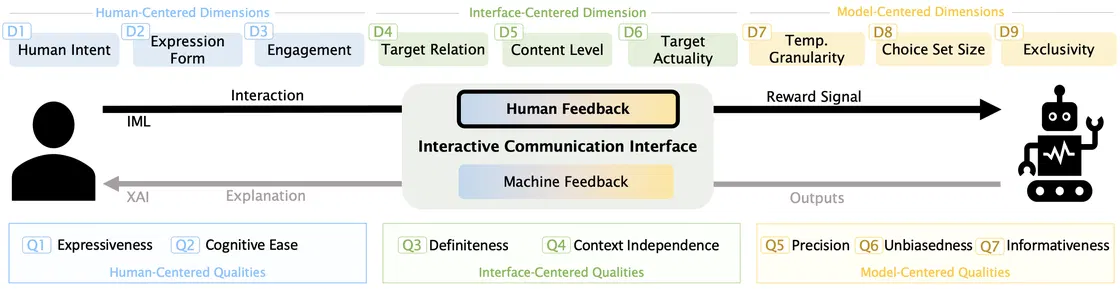 Human-Centered Dimensions
Interface-Centered Dimension
Model-Centered Dimensions
D1
Human Intent
D2
Expression
Form
D3
Engagement
D4
Target Relation
D5
Content Level
D6
Target
Actuality
D7
Temp.
Granularity
D8
Choice Set Size
D9
Exclusivity
Interaction
IML
Human Feedback
Reward Signal
Interactive Communication Interface
XAI
Explanation
Machine Feedback
Outputs
Q1 Expressiveness
Q2 Cognitive Ease
Human-Centered Qualities
Q3 Definiteness
Q4 Context Independence
Interface-Centered Qualities
Q5 Precision
Q6 Unbiasedness
Q7 Informativeness
Model-Centered Qualities